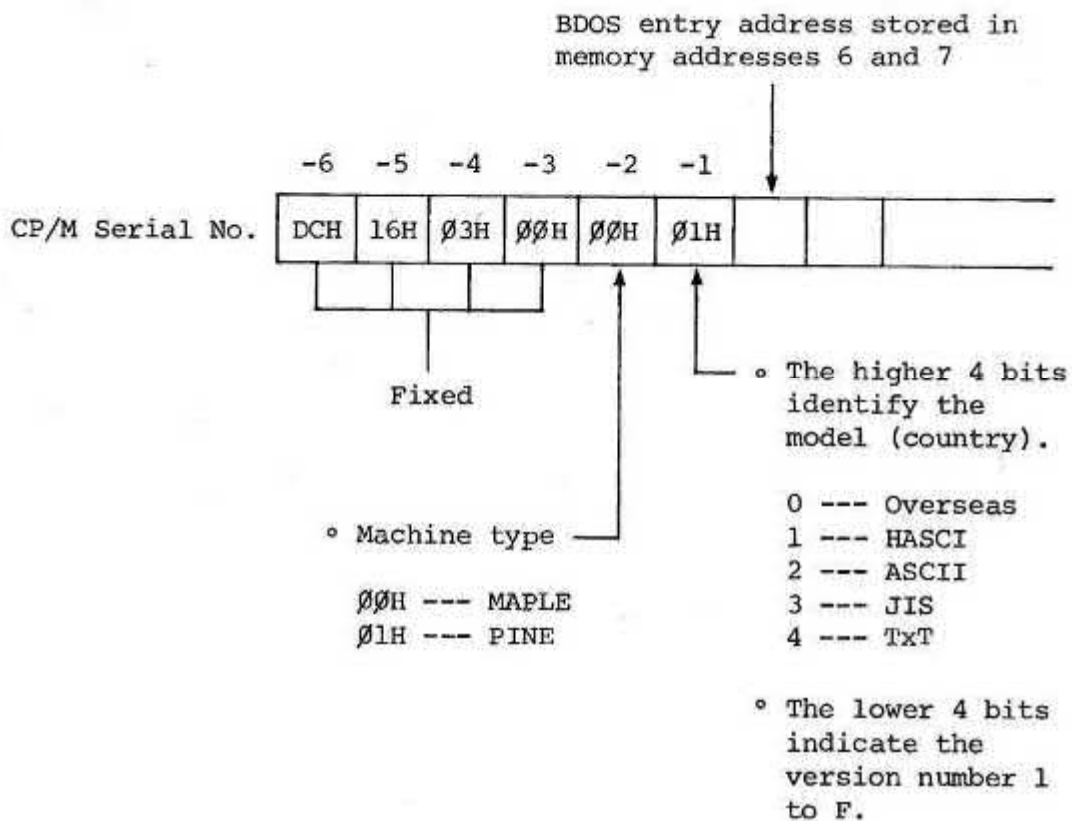 BDOS entry address stored in
memory addresses 6 and 7
-6 -5 -4 -3 -2 -1
CP/M Serial No. DCH 16H Ø3H ØØH ØØH Ø1H
Fixed
° Machine type
ØØH --- MAPLE
Ø1H --- PINE
° The higher 4 bits
identify the
model (country).
0 --- Overseas
1 --- HASCI
2 --- ASCII
3 --- JIS
4 --- TxT
° The lower 4 bits
indicate the
version number 1
to F.